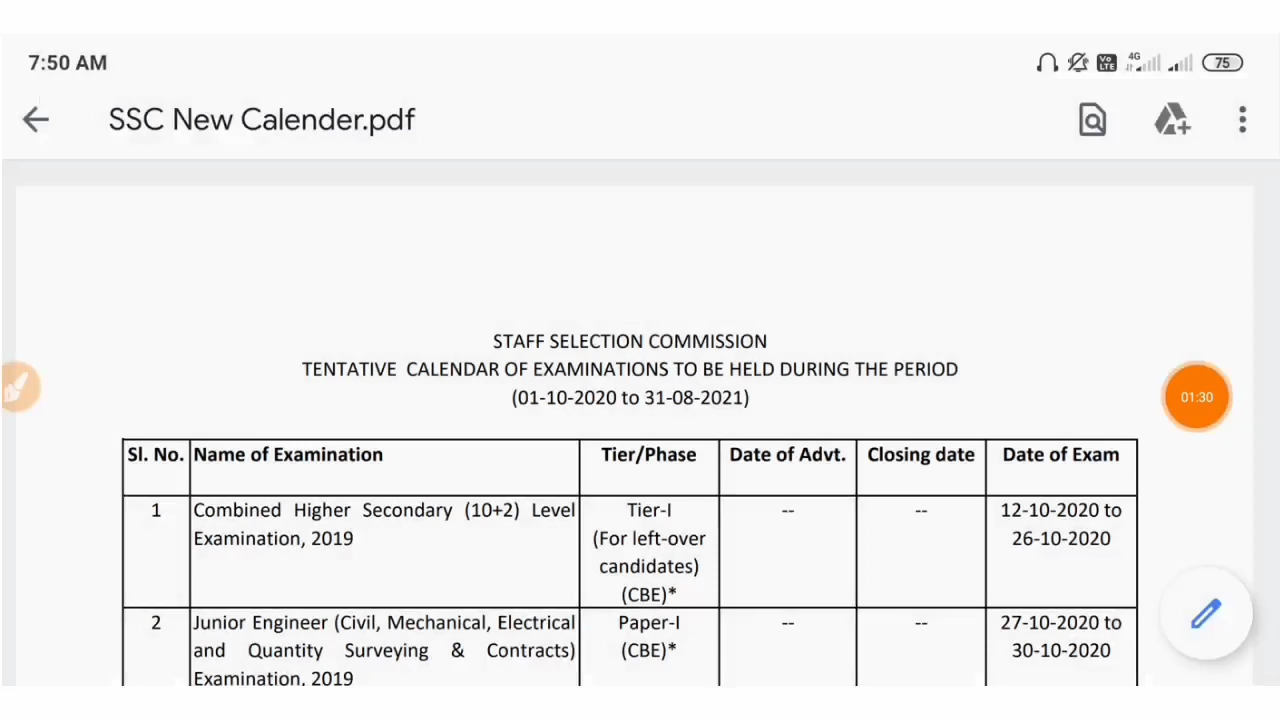 7:50 AM
4G
Vo LTE
75
SSC New Calender.pdf
STAFF SELECTION COMMISSION
TENTATIVE CALENDAR OF EXAMINATIONS TO BE HELD DURING THE PERIOD
(01-10-2020 to 31-08-2021)
01:30
Sl. No. Name of Examination Tier/Phase Date of Advt. Closing date Date of Exam
1 Combined Higher Secondary (10+2) Level Tier-I -- -- 12-10-2020 to
Examination, 2019 (For left-over 26-10-2020
candidates)
(CBE)*
2 Junior Engineer (Civil, Mechanical, Electrical Paper-I -- -- 27-10-2020 to
and Quantity Surveying & Contracts) (CBE)* 30-10-2020
Examination, 2019